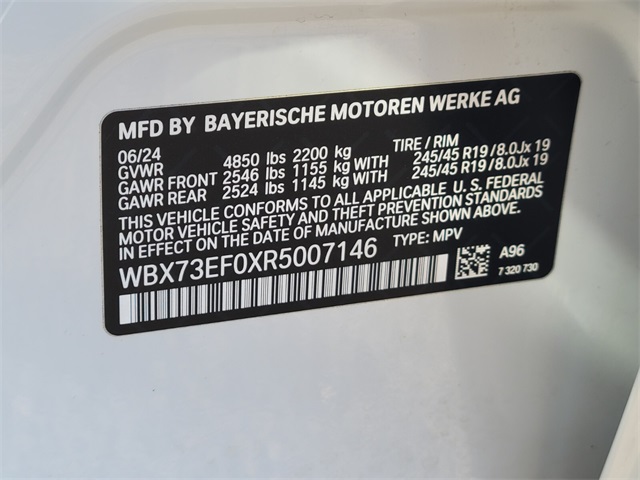 MFD BY BAYERISCHE MOTOREN WERKE AG
06/24 TIRE / RIM
GVWR 4850 lbs 2200 kg
GAWR FRONT 2546 lbs 1155 kg WITH 245/45 R19 / 8.0Jx 19
GAWR REAR 2524 lbs 1145 kg WITH 245/45 R19 / 8.0Jx 19
THIS VEHICLE CONFORMS TO ALL APPLICABLE U. S. FEDERAL
MOTOR VEHICLE SAFETY AND THEFT PREVENTION STANDARDS
IN EFFECT ON THE DATE OF MANUFACTURE SHOWN ABOVE.
WBX73EF0XR5007146 TYPE: MPV
A96
7 320 730